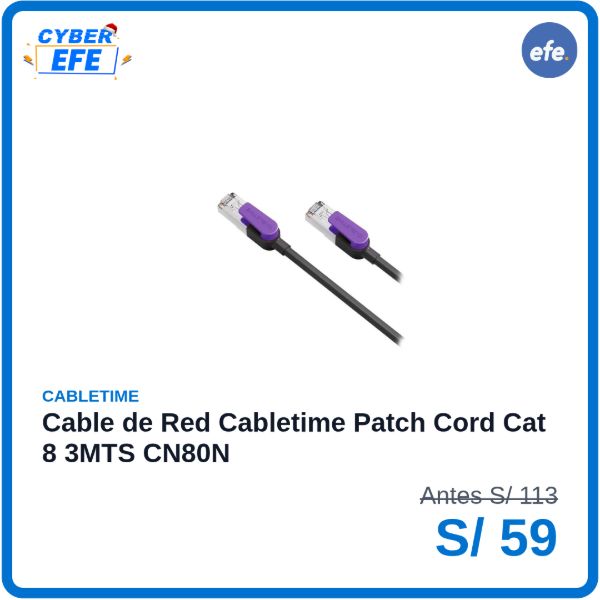 CYBER
EFE
efe.
CABLETIME
Cable de Red Cabletime Patch Cord Cat
8 3MTS CN80N
Antes S/ 113
S/ 59